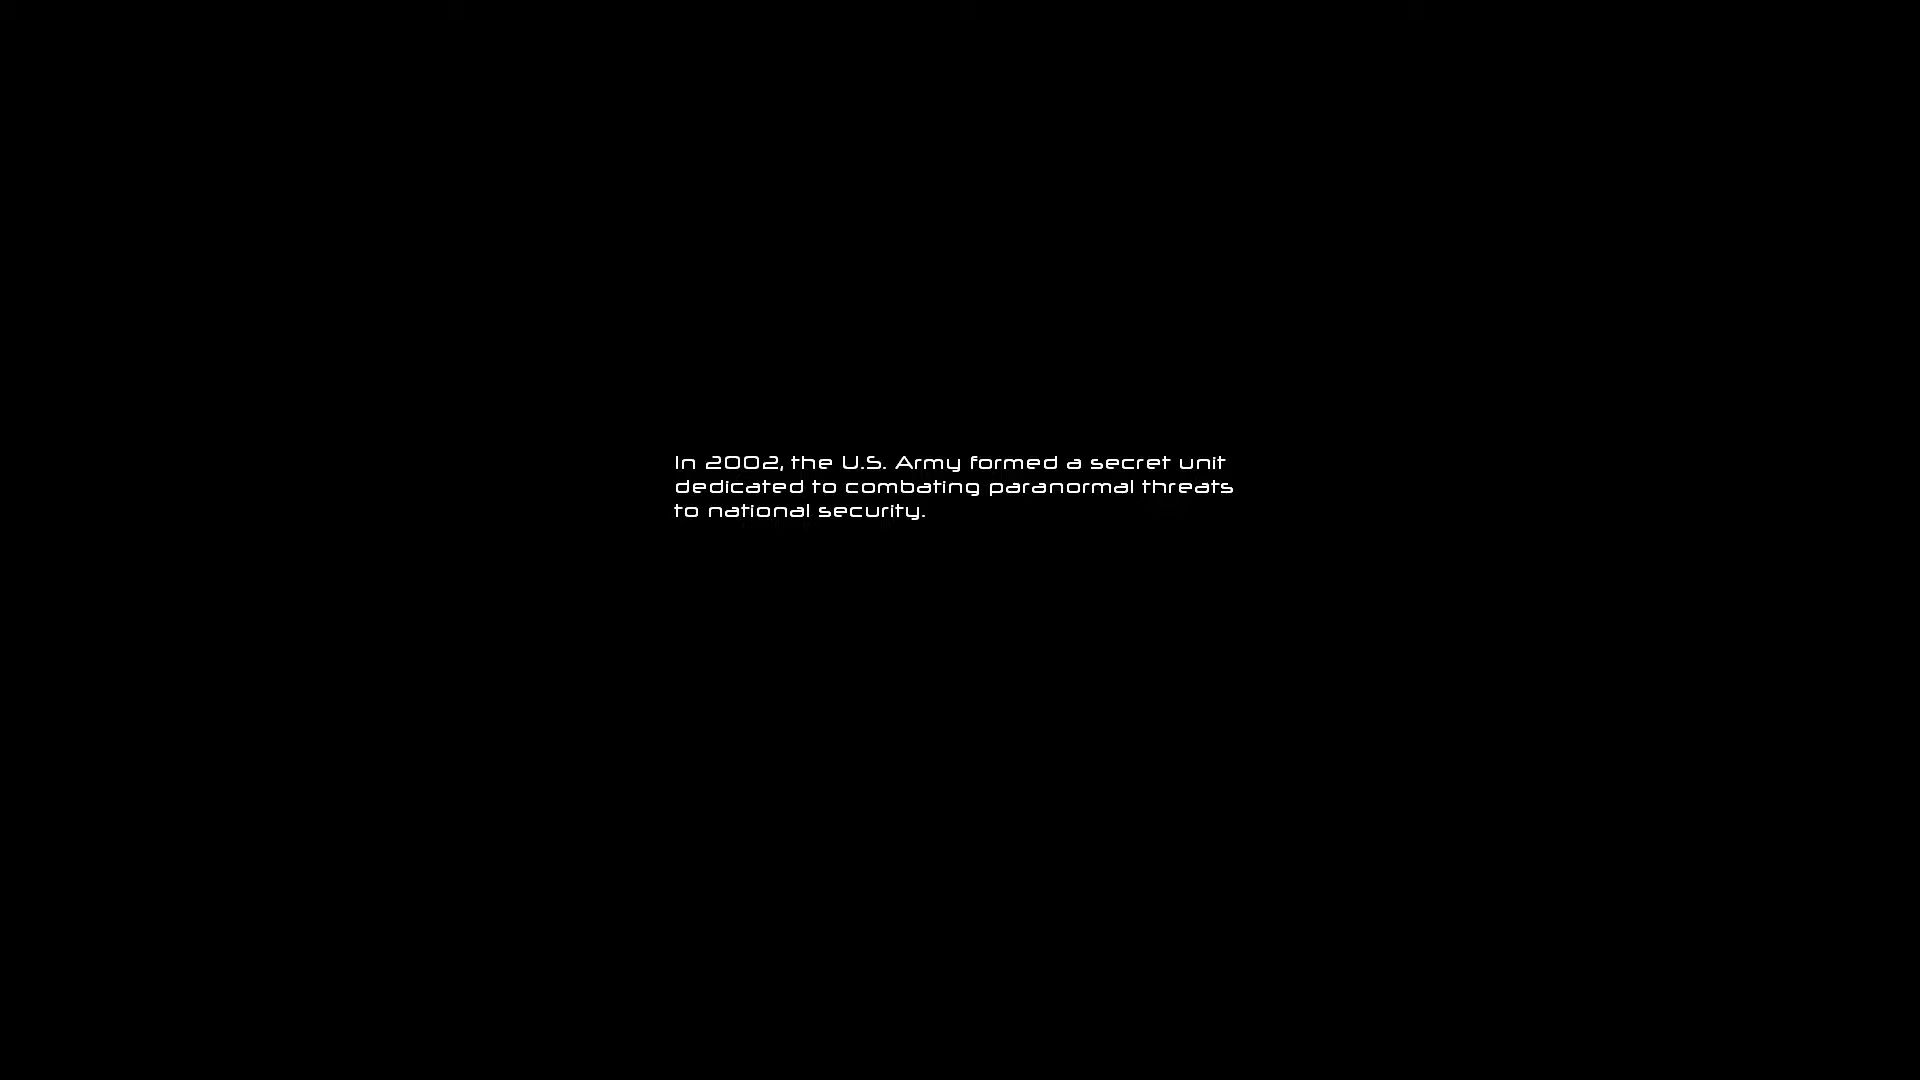 In 2002, the U.S. Army formed a secret unit
dedicated to combating paranormal threats
to national security.